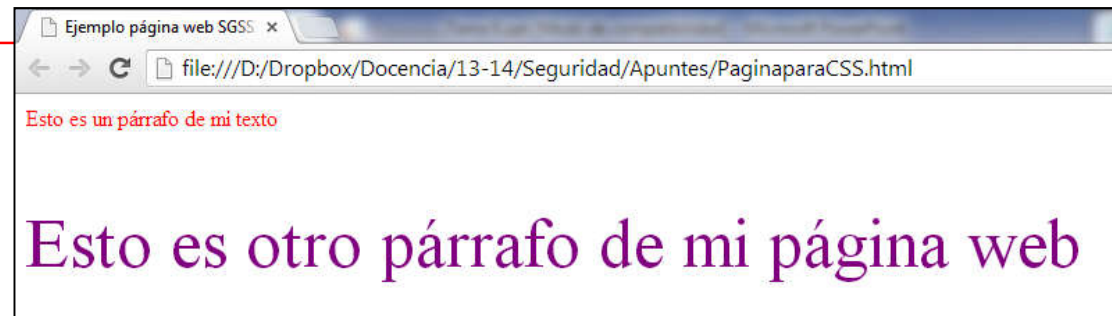 Ejemplo página web SGSS ×
file:///D:/Dropbox/Docencia/13-14/Seguridad/Apuntes/PaginaparaCSS.html
Esto es un párrafo de mi texto
Esto es otro párrafo de mi página web